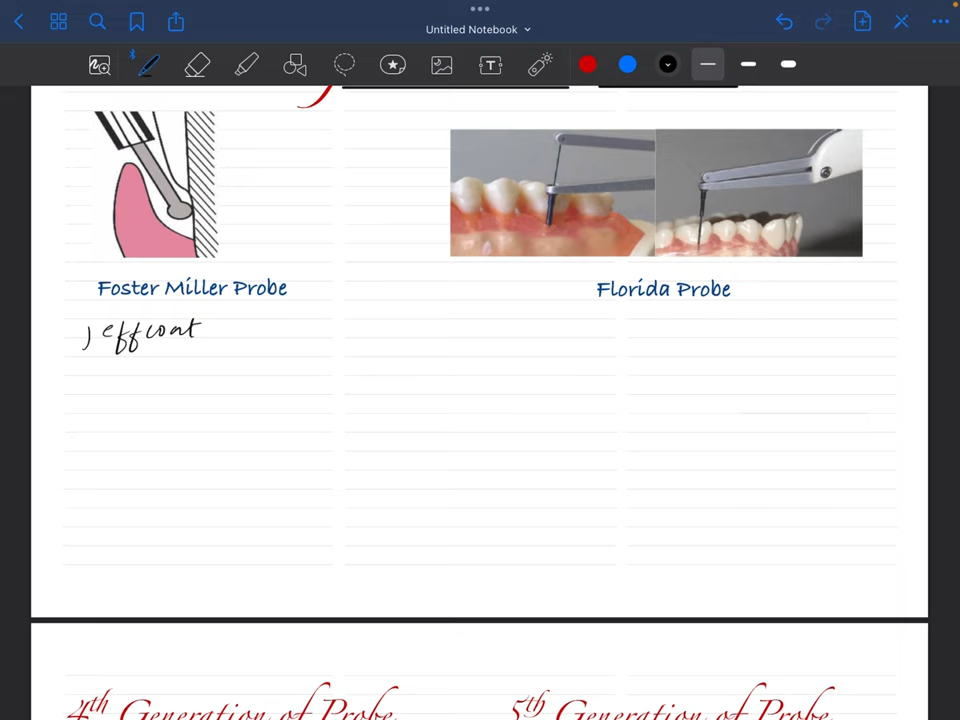 Untitled Notebook
T
Foster Miller Probe
Florida Probe
Jeffcoat
4th Generation of Probe
5th Generation of Probe